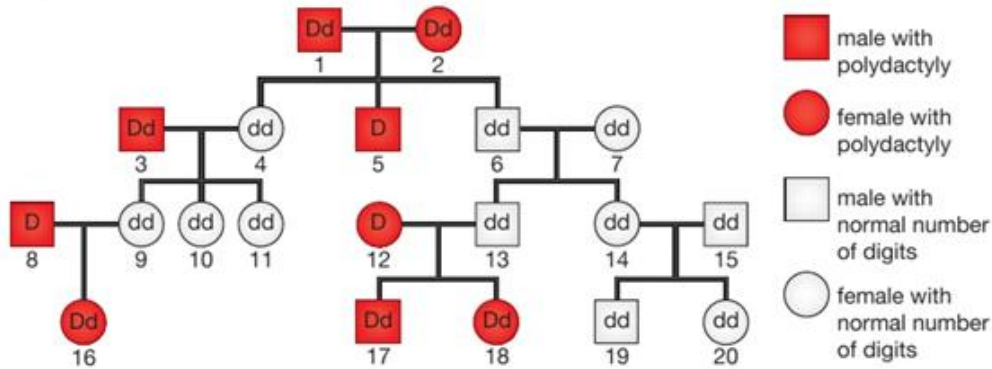 Dd Dd
1 2
Dd dd D dd dd
3 4 5 6 7
D dd dd dd D dd dd dd
8 9 10 11 12 13 14 15
Dd Dd Dd dd dd
16 17 18 19 20
male with
polydactyly
female with
polydactyly
male with
normal number
of digits
female with
normal number
of digits